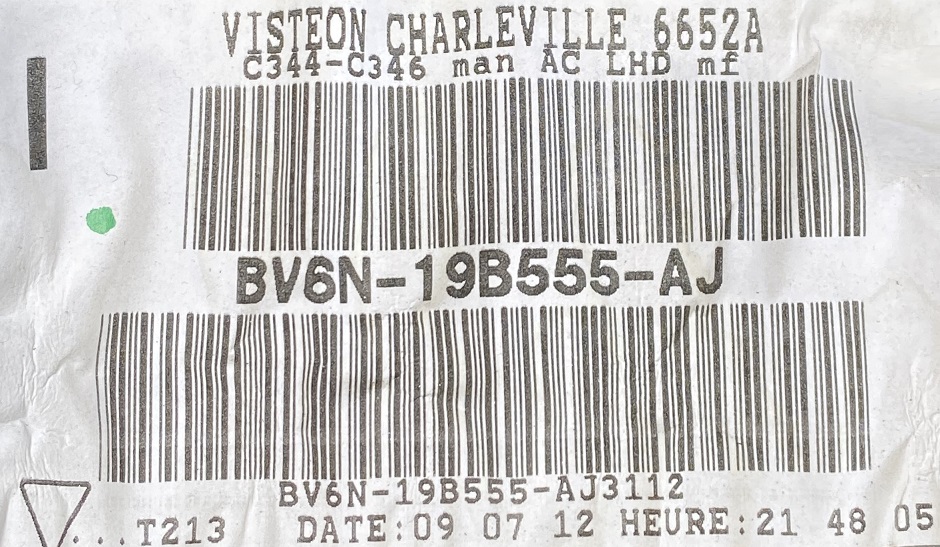 VISTEON CHARLEVILLE 6652A
C344-C346 man AC LHD mf
BV6N-19B555-AJ
BV6N-19B555-AJ3112
...T213 DATE:09 07 12 HEURE:21 48 05